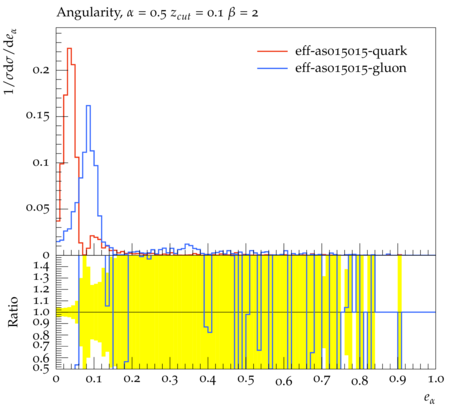 Angularity, α = 0.5 z_cut = 0.1 β = 2
1/σdσ/de_α
eff-as015015-quark
eff-as015015-gluon
0.2
0.15
0.1
0.05
0
Ratio
1.4
1.3
1.2
1.1
1.0
0.9
0.8
0.7
0.6
0.5
0 0.1 0.2 0.3 0.4 0.5 0.6 0.7 0.8 0.9 1.0
e_α